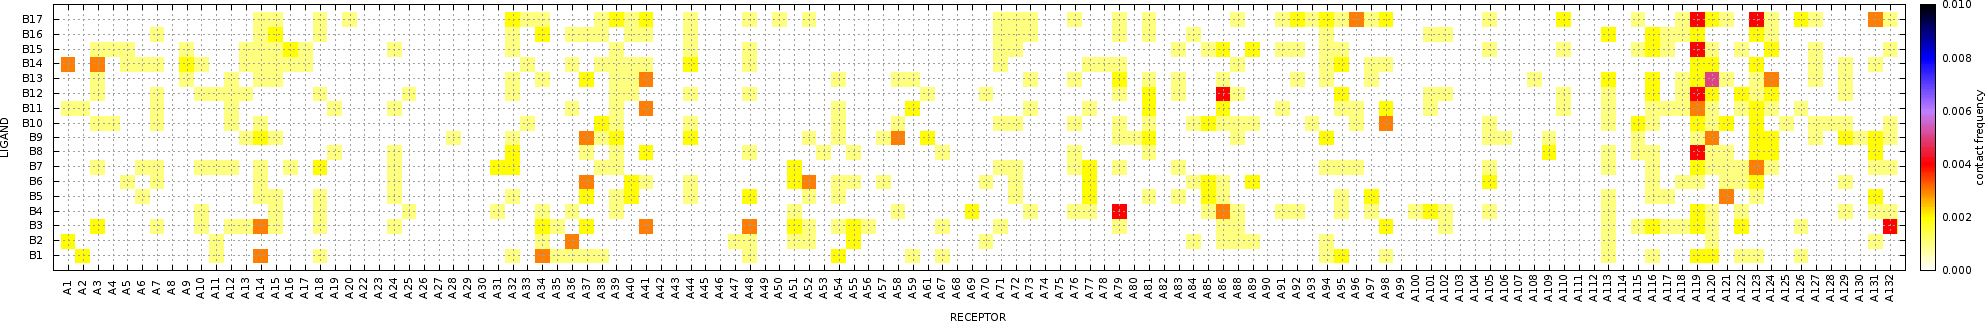 B17
B16
B15
B14
B13
B12
B11
B10
B9
B8
B7
B6
B5
B4
B3
B2
B1
LIGAND
A1 A2 A3 A4 A5 A6 A7 A8 A9 A10 A11 A12 A13 A14 A15 A16 A17 A18 A19 A20 A22 A23 A24 A25 A26 A27 A28 A29 A30 A31 A32 A33 A34 A35 A36 A37 A38 A39 A40 A41 A42 A43 A44 A45 A46 A47 A48 A49 A50 A51 A52 A53 A54 A55 A56 A57 A58 A59 A61 A67 A68 A69 A70 A71 A72 A73 A74 A75 A76 A77 A78 A79 A80 A81 A82 A83 A84 A85 A86 A88 A89 A90 A91 A92 A93 A94 A95 A96 A97 A98 A99 A100 A101 A102 A103 A104 A105 A106 A107 A108 A109 A110 A111 A112 A113 A114 A115 A116 A117 A118 A119 A120 A121 A122 A123 A124 A125 A126 A127 A128 A129 A130 A131 A132
RECEPTOR
0.010
0.008
0.006
0.004
0.002
0.000
contact frequency